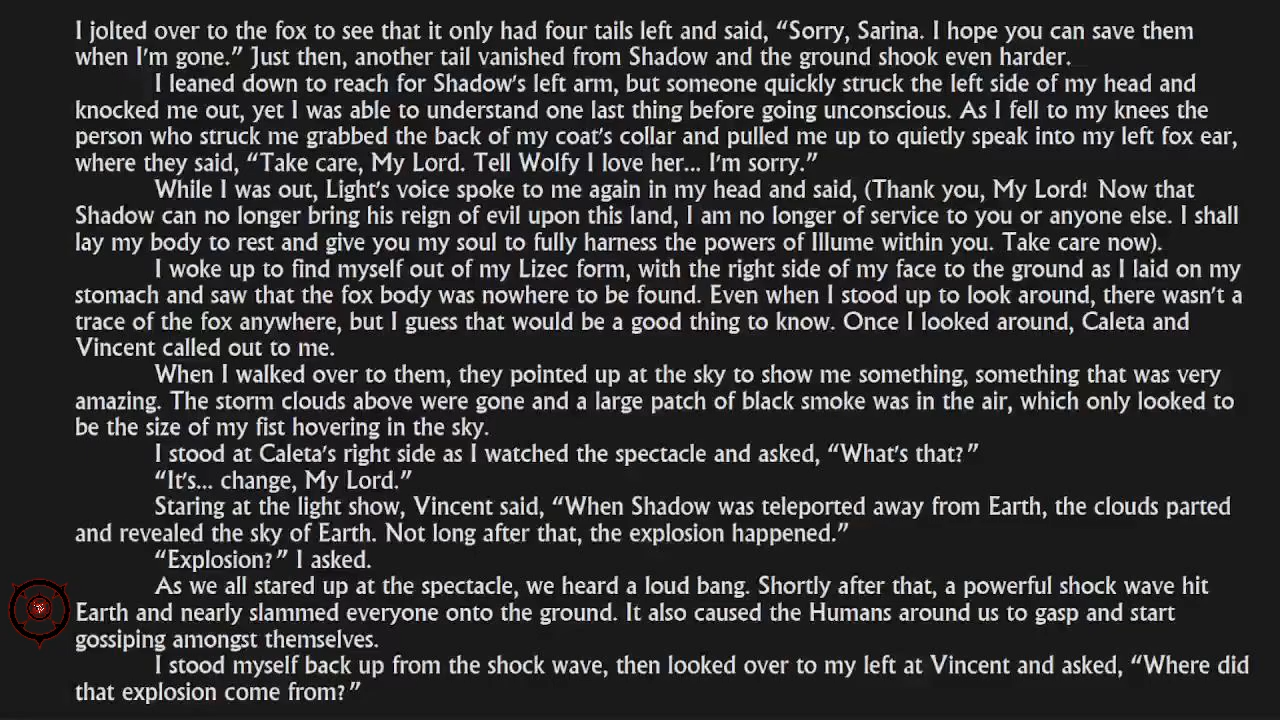 I jolted over to the fox to see that it only had four tails left and said, “Sorry, Sarina. I hope you can save them
when I'm gone.” Just then, another tail vanished from Shadow and the ground shook even harder.
I leaned down to reach for Shadow's left arm, but someone quickly struck the left side of my head and
knocked me out, yet I was able to understand one last thing before going unconscious. As I fell to my knees the
person who struck me grabbed the back of my coat's collar and pulled me up to quietly speak into my left fox ear,
where they said, “Take care, My Lord. Tell Wolfy I love her... I'm sorry.”
While I was out, Light's voice spoke to me again in my head and said, (Thank you, My Lord! Now that
Shadow can no longer bring his reign of evil upon this land, I am no longer of service to you or anyone else. I shall
lay my body to rest and give you my soul to fully harness the powers of Illume within you. Take care now).
I woke up to find myself out of my Lizec form, with the right side of my face to the ground as I laid on my
stomach and saw that the fox body was nowhere to be found. Even when I stood up to look around, there wasn't a
trace of the fox anywhere, but I guess that would be a good thing to know. Once I looked around, Caleta and
Vincent called out to me.
When I walked over to them, they pointed up at the sky to show me something, something that was very
amazing. The storm clouds above were gone and a large patch of black smoke was in the air, which only looked to
be the size of my fist hovering in the sky.
I stood at Caleta's right side as I watched the spectacle and asked, “What's that?”
“It's... change, My Lord.”
Staring at the light show, Vincent said, “When Shadow was teleported away from Earth, the clouds parted
and revealed the sky of Earth. Not long after that, the explosion happened.”
“Explosion?” I asked.
As we all stared up at the spectacle, we heard a loud bang. Shortly after that, a powerful shock wave hit
Earth and nearly slammed everyone onto the ground. It also caused the Humans around us to gasp and start
gossiping amongst themselves.
I stood myself back up from the shock wave, then looked over to my left at Vincent and asked, “Where did
that explosion come from?”